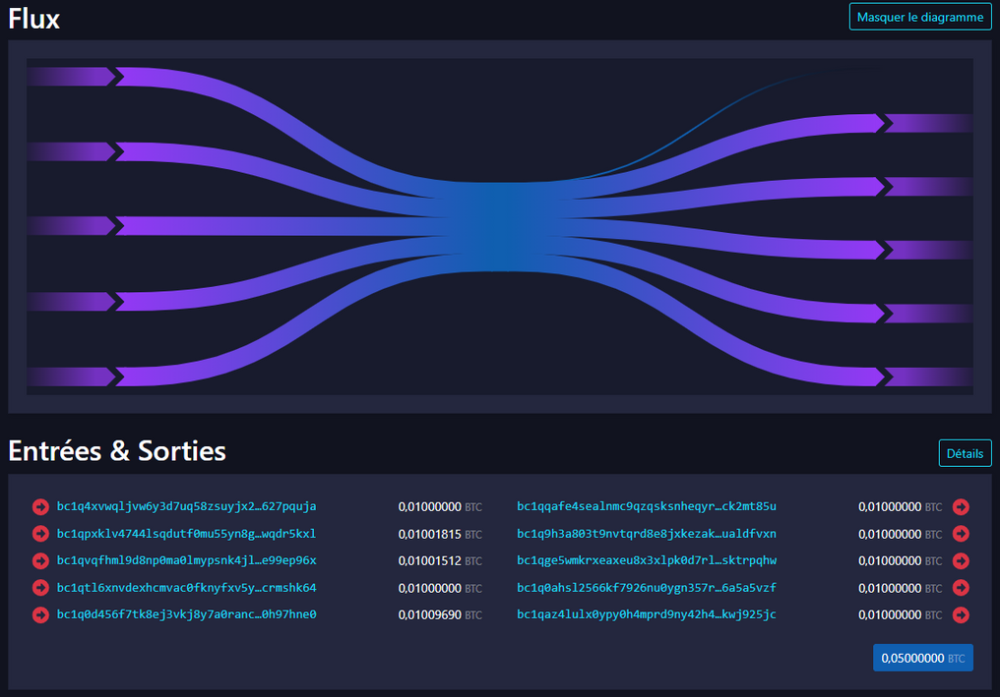 Flux
Masquer le diagramme
Entrées & Sorties
Détails
bc1q4xvwqljvw6y3d7uq58zsuyjx2…627pquja 0,01000000 BTC bc1qqafe4sealnmc9qzqsksnheqyr…ck2mt85u 0,01000000 BTC
bc1qpxklv4744lsqdutf0mu55yn8g…wqdr5kxl 0,01001815 BTC bc1q9h3a803t9nvtqrd8e8jxkezak…ualdfvxn 0,01000000 BTC
bc1qvqfhml9d8np0ma0lmypsnk4jl…e99ep96x 0,01001512 BTC bc1qge5wmkrxeaxeu8x3xlpk0d7rl…sktrpqhw 0,01000000 BTC
bc1qtl6xnvdexhcmvac0fknyfxv5y…crmshk64 0,01000000 BTC bc1q0ahsl2566kf7926nu0ygn357r…6a5a5vzf 0,01000000 BTC
bc1q0d456f7tk8ej3vkj8y7a0ranc…0h97hne0 0,01009690 BTC bc1qaz4lulx0ypy0h4mprd9ny42h4…kwj925jc 0,01000000 BTC
0,05000000 BTC